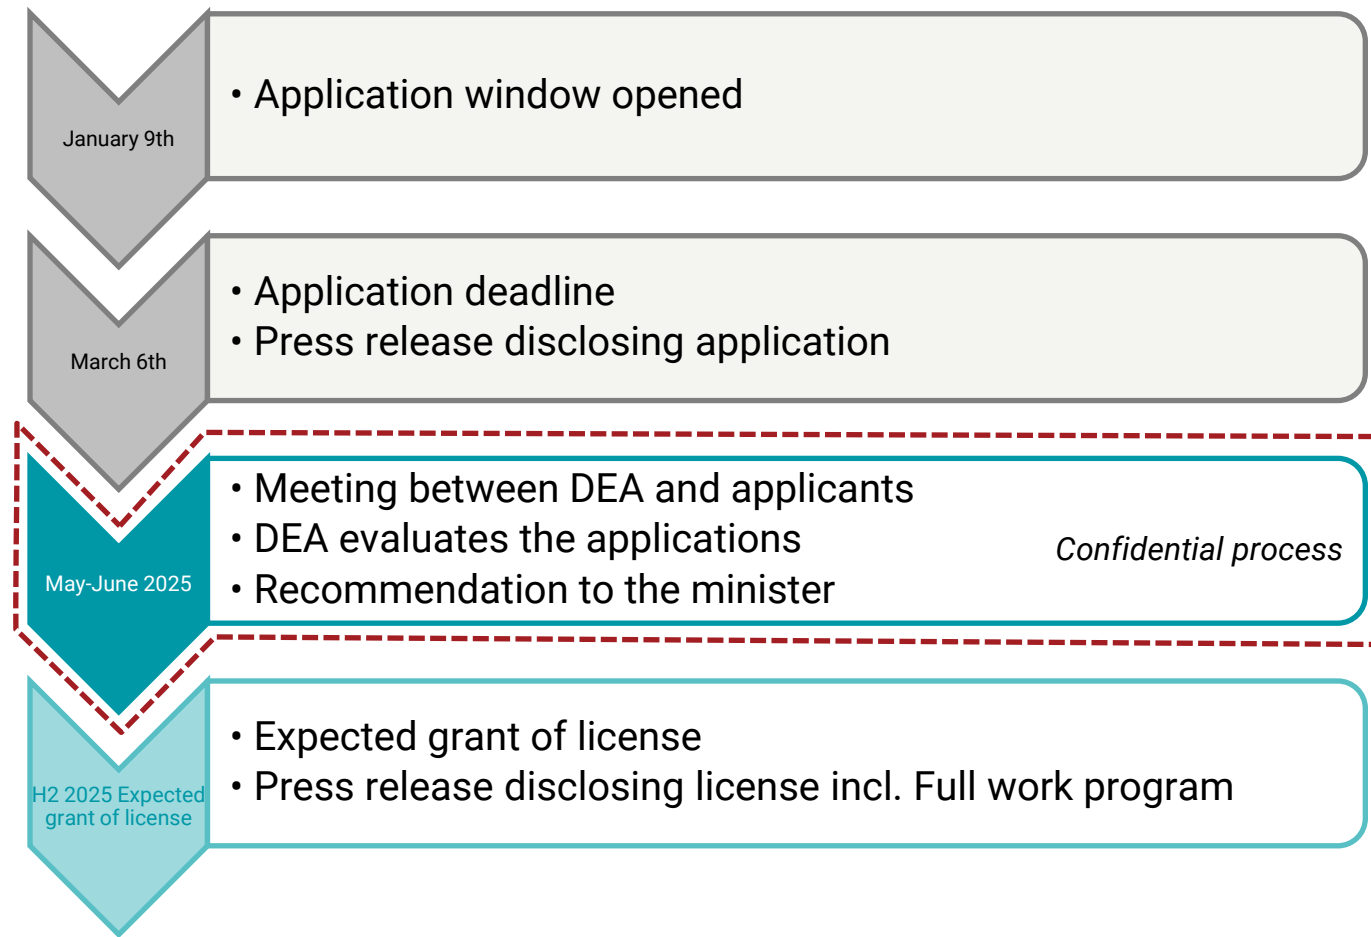 January 9th
• Application window opened
March 6th
• Application deadline
• Press release disclosing application
May-June 2025
• Meeting between DEA and applicants
• DEA evaluates the applications
• Recommendation to the minister
Confidential process
H2 2025 Expected
grant of license
• Expected grant of license
• Press release disclosing license incl. Full work program